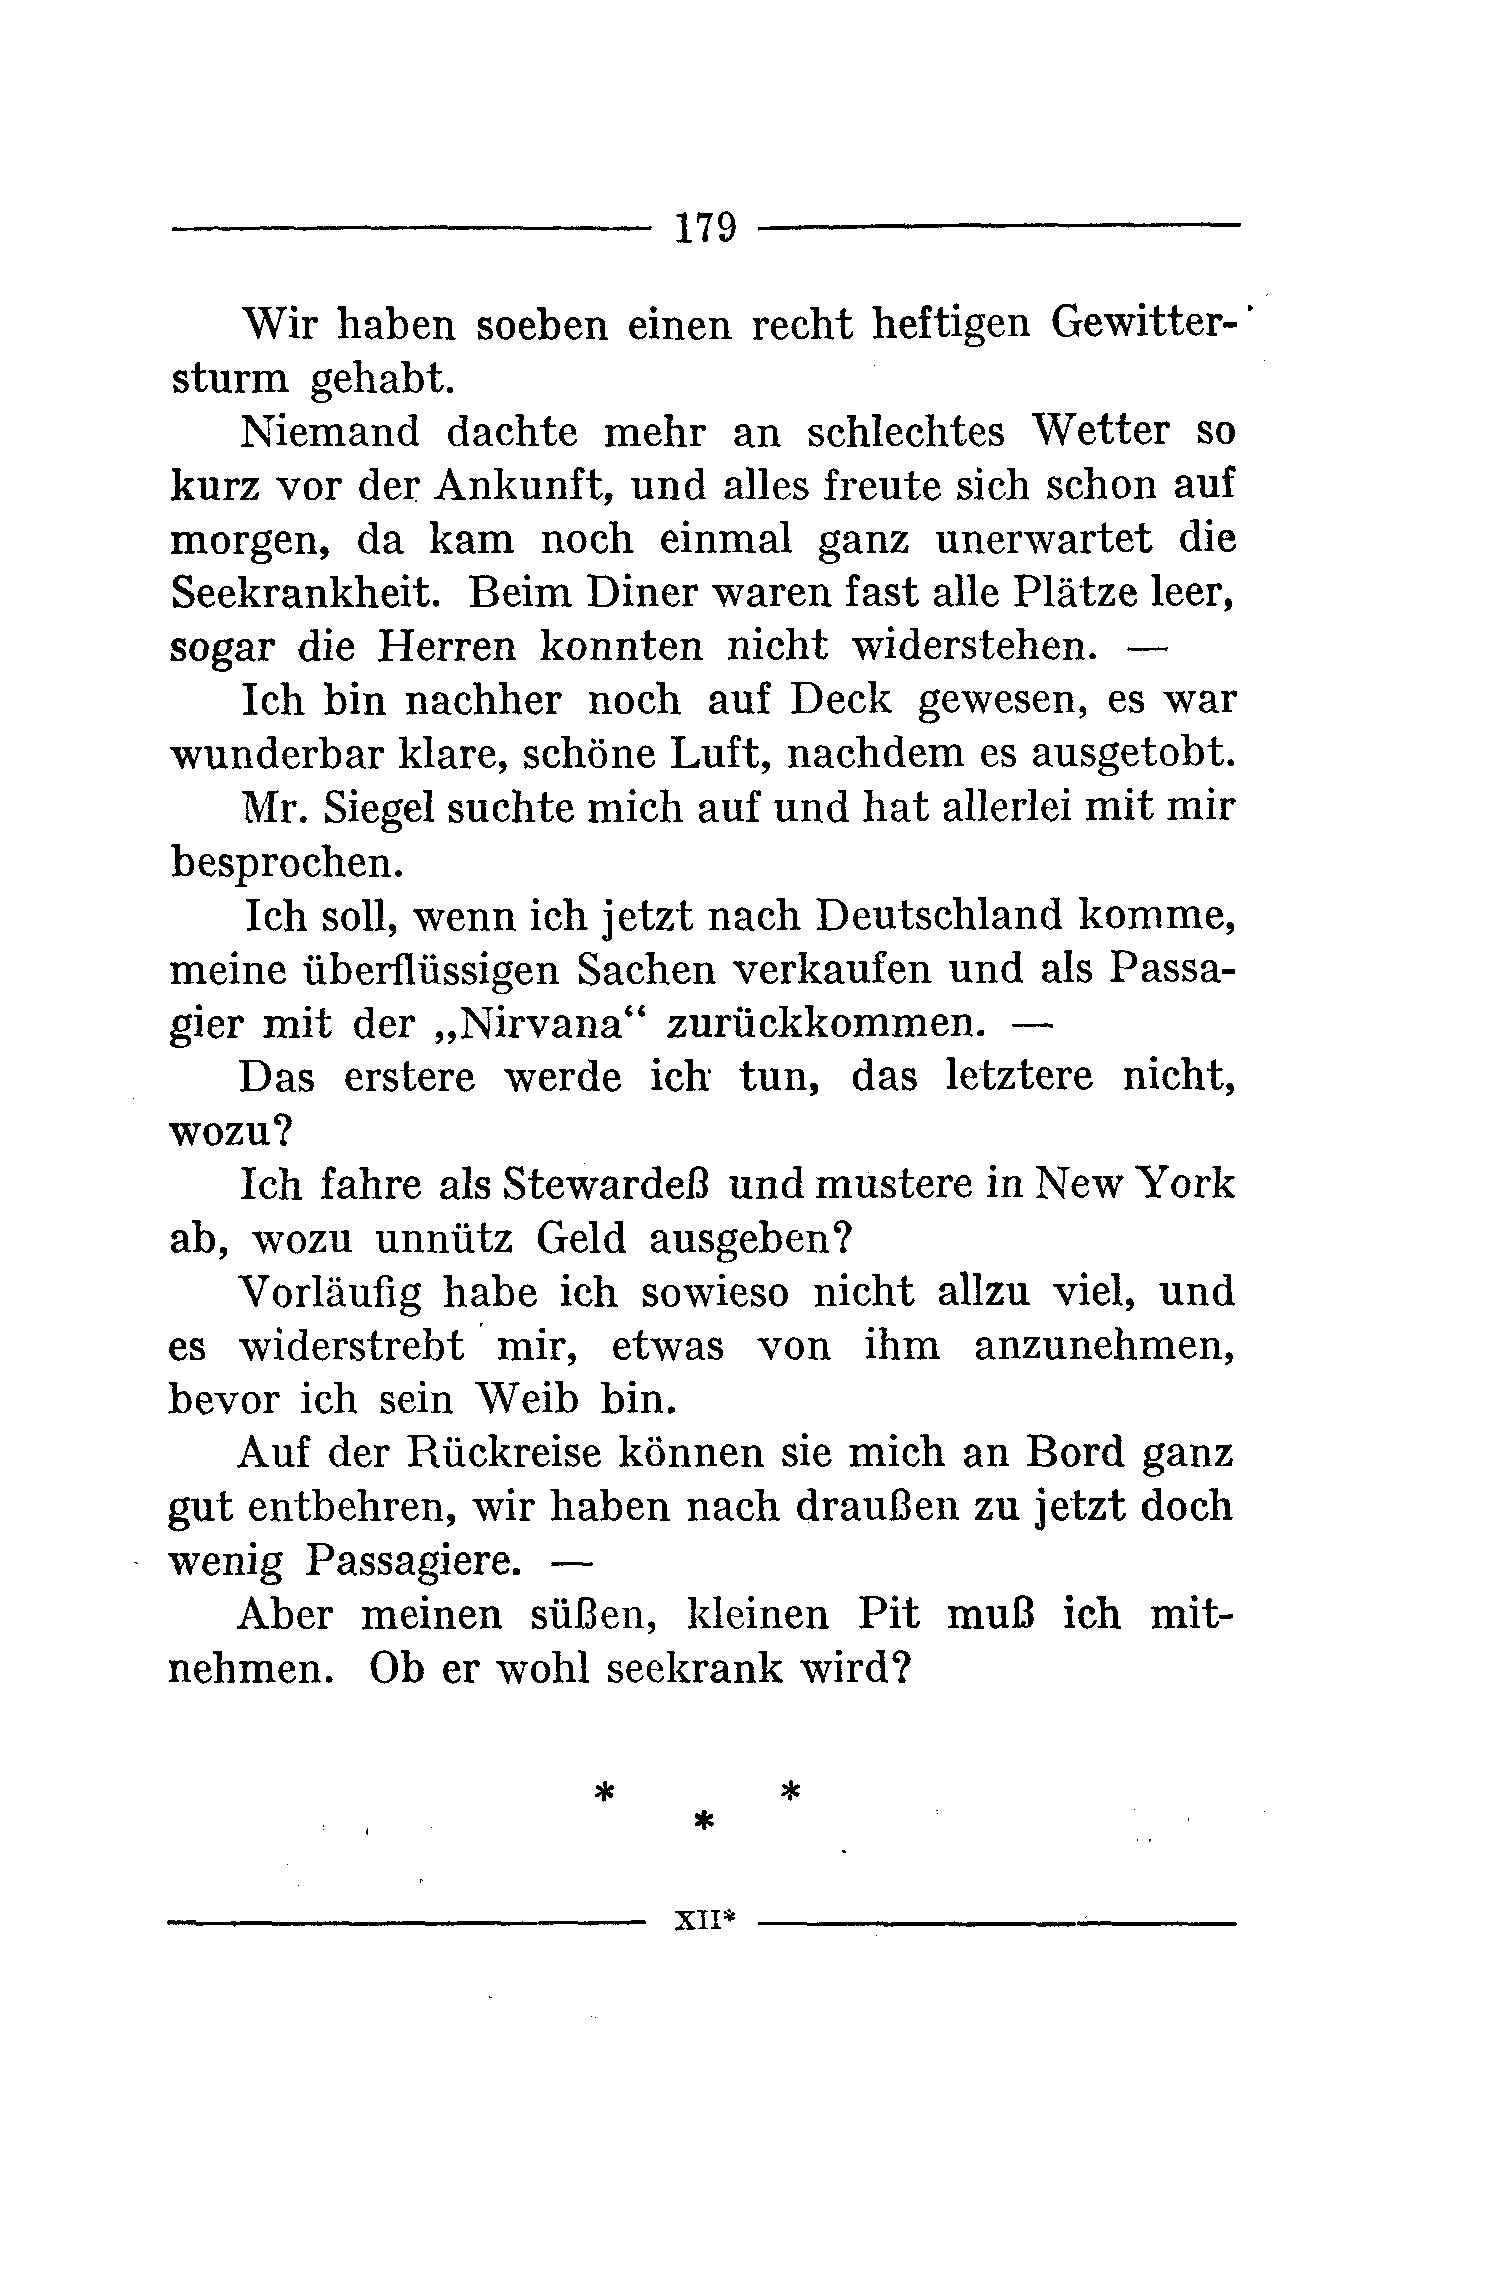 179
Wir haben soeben einen recht heftigen Gewitter-
sturm gehabt.
Niemand dachte mehr an schlechtes Wetter so
kurz vor der Ankunft, und alles freute sich schon auf
morgen, da kam noch einmal ganz unerwartet die
Seekrankheit. Beim Diner waren fast alle Plätze leer,
sogar die Herren konnten nicht widerstehen. —
Ich bin nachher noch auf Deck gewesen, es war
wunderbar klare, schöne Luft, nachdem es ausgetobt.
Mr. Siegel suchte mich auf und hat allerlei mit mir
besprochen.
Ich soll, wenn ich jetzt nach Deutschland komme,
meine überflüssigen Sachen verkaufen und als Passa-
gier mit der „Nirvana“ zurückkommen. —
Das erstere werde ich tun, das letztere nicht,
wozu?
Ich fahre als Stewardeß und mustere in New York
ab, wozu unnütz Geld ausgeben?
Vorläufig habe ich sowieso nicht allzu viel, und
es widerstrebt mir, etwas von ihm anzunehmen,
bevor ich sein Weib bin.
Auf der Rückreise können sie mich an Bord ganz
gut entbehren, wir haben nach draußen zu jetzt doch
wenig Passagiere. —
Aber meinen süßen, kleinen Pit muß ich mit-
nehmen. Ob er wohl seekrank wird?
* *
*
XII*